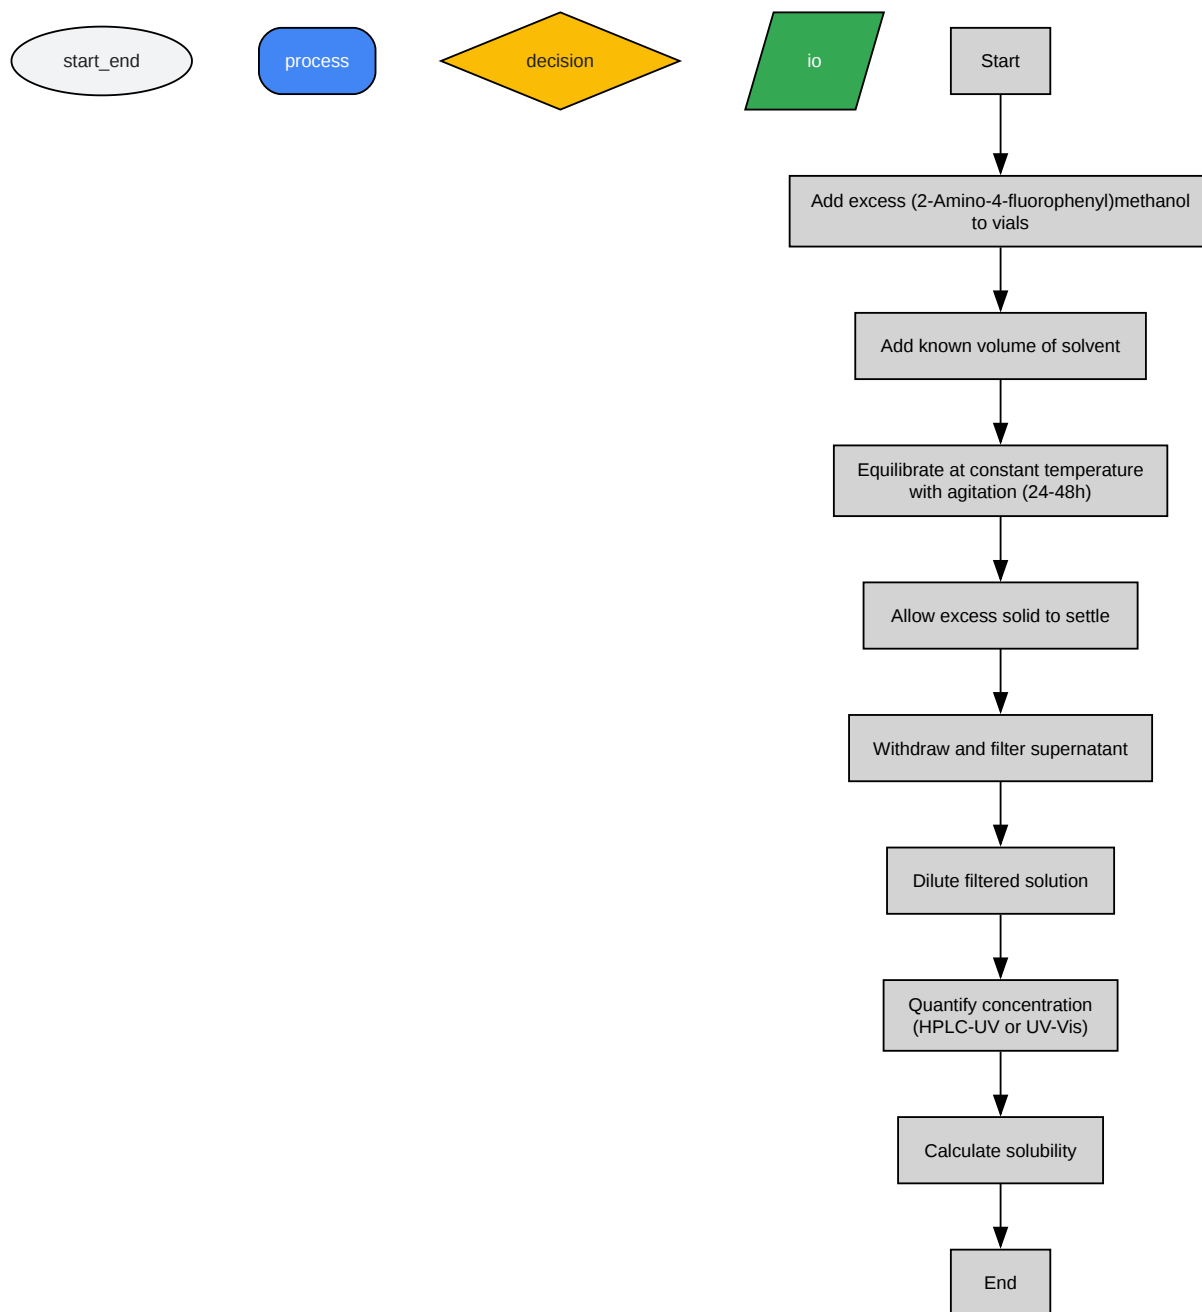 start_end
process
decision
io
Start
Add excess (2-Amino-4-fluorophenyl)methanol
to vials
Add known volume of solvent
Equilibrate at constant temperature
with agitation (24-48h)
Allow excess solid to settle
Withdraw and filter supernatant
Dilute filtered solution
Quantify concentration
(HPLC-UV or UV-Vis)
Calculate solubility
End